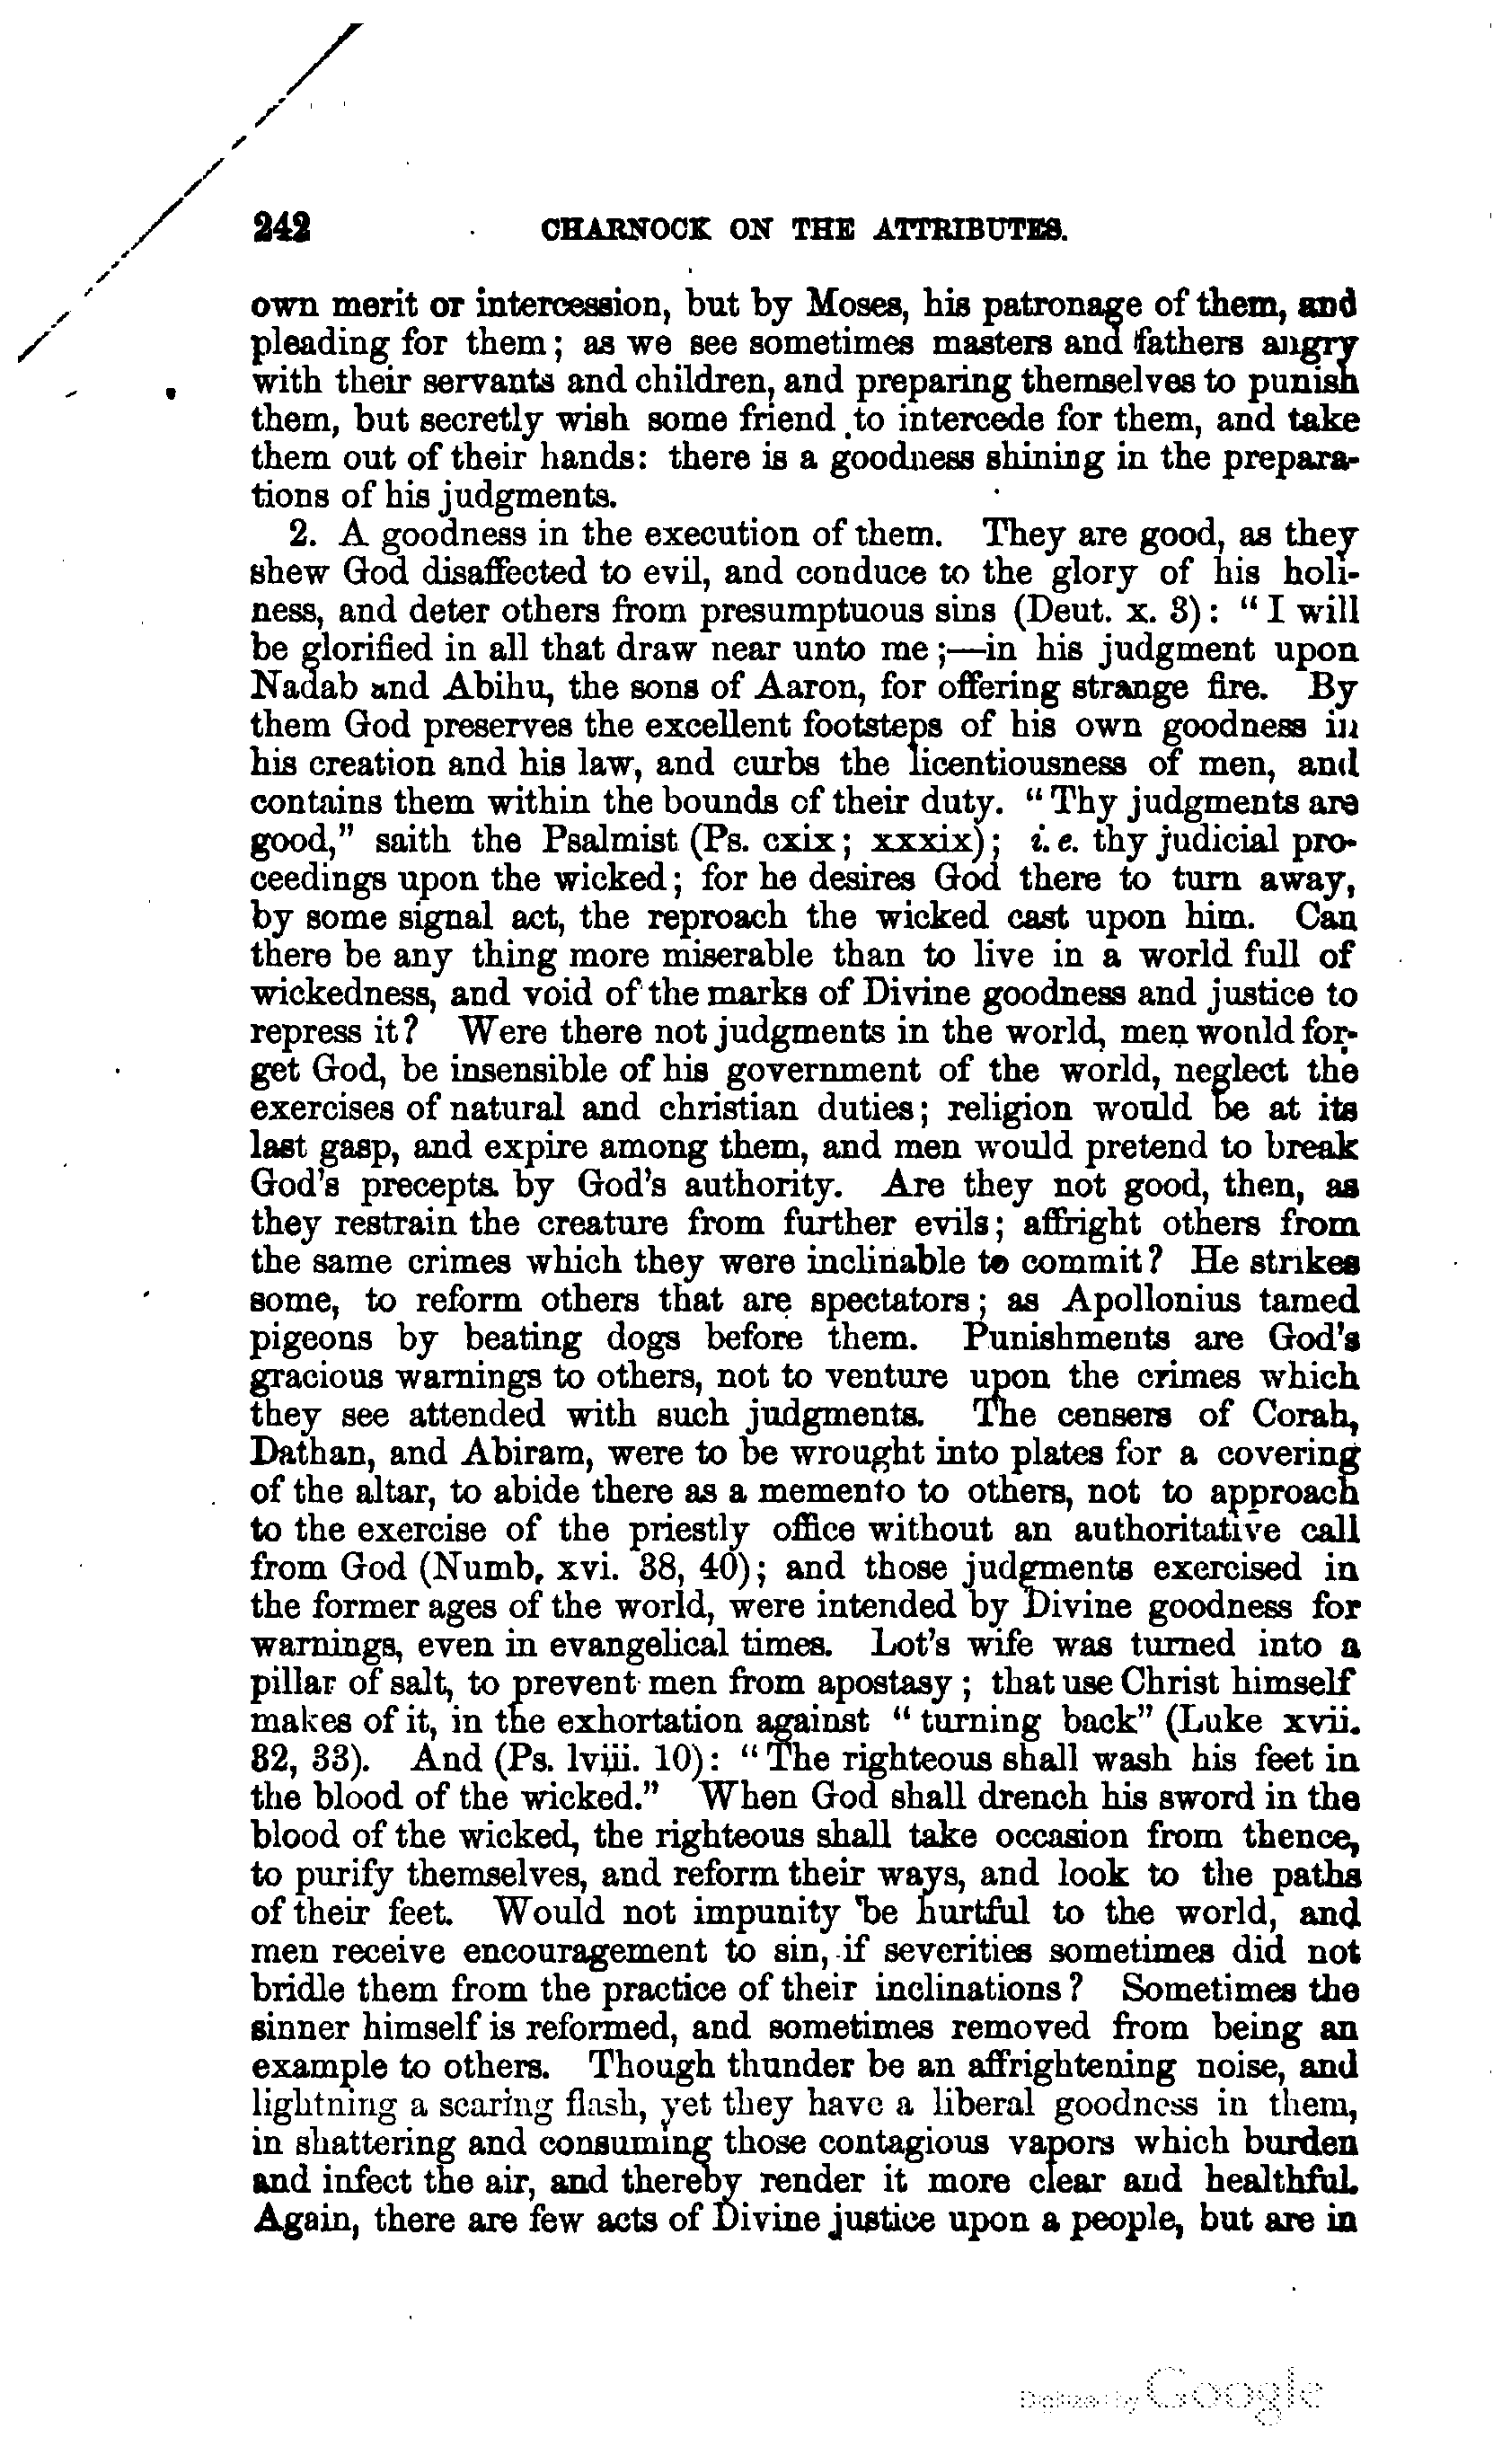 242 CHARNOCK ON THE ATTRIBUTES.
own merit or intercession, but by Moses, his patronage of them, and
pleading for them; as we see sometimes masters and fathers angry
with their servants and children, and preparing themselves to punish
them, but secretly wish some friend to intercede for them, and take
them out of their hands: there is a goodness shining in the prepara-
tions of his judgments.
2. A goodness in the execution of them. They are good, as they
shew God disaffected to evil, and conduce to the glory of his holi-
ness, and deter others from presumptuous sins (Deut. x. 3): "I will
be glorified in all that draw near unto me;—in his judgment upon
Nadab and Abihu, the sons of Aaron, for offering strange fire. By
them God preserves the excellent footsteps of his own goodness in
his creation and his law, and curbs the licentiousness of men, and
contains them within the bounds of their duty. "Thy judgments are
good," saith the Psalmist (Ps. cxix; xxxix); i. e. thy judicial pro-
ceedings upon the wicked; for he desires God there to turn away,
by some signal act, the reproach the wicked cast upon him. Can
there be any thing more miserable than to live in a world full of
wickedness, and void of the marks of Divine goodness and justice to
repress it? Were there not judgments in the world, men would for-
get God, be insensible of his government of the world, neglect the
exercises of natural and christian duties; religion would be at its
last gasp, and expire among them, and men would pretend to break
God's precepts by God's authority. Are they not good, then, as
they restrain the creature from further evils; affright others from
the same crimes which they were inclinable to commit? He strikes
some, to reform others that are spectators; as Apollonius tamed
pigeons by beating dogs before them. Punishments are God's
gracious warnings to others, not to venture upon the crimes which
they see attended with such judgments. The censers of Corah,
Dathan, and Abiram, were to be wrought into plates for a covering
of the altar, to abide there as a memento to others, not to approach
to the exercise of the priestly office without an authoritative call
from God (Numb. xvi. 38, 40); and those judgments exercised in
the former ages of the world, were intended by Divine goodness for
warnings, even in evangelical times. Lot's wife was turned into a
pillar of salt, to prevent men from apostasy; that use Christ himself
makes of it, in the exhortation against "turning back" (Luke xvii.
32, 33). And (Ps. lviii. 10): "The righteous shall wash his feet in
the blood of the wicked." When God shall drench his sword in the
blood of the wicked, the righteous shall take occasion from thence,
to purify themselves, and reform their ways, and look to the paths
of their feet. Would not impunity be hurtful to the world, and
men receive encouragement to sin, if severities sometimes did not
bridle them from the practice of their inclinations? Sometimes the
sinner himself is reformed, and sometimes removed from being an
example to others. Though thunder be an affrightening noise, and
lightning a scaring flash, yet they have a liberal goodness in them,
in shattering and consuming those contagious vapors which burden
and infect the air, and thereby render it more clear and healthful.
Again, there are few acts of Divine justice upon a people, but are in
Digitized by Google